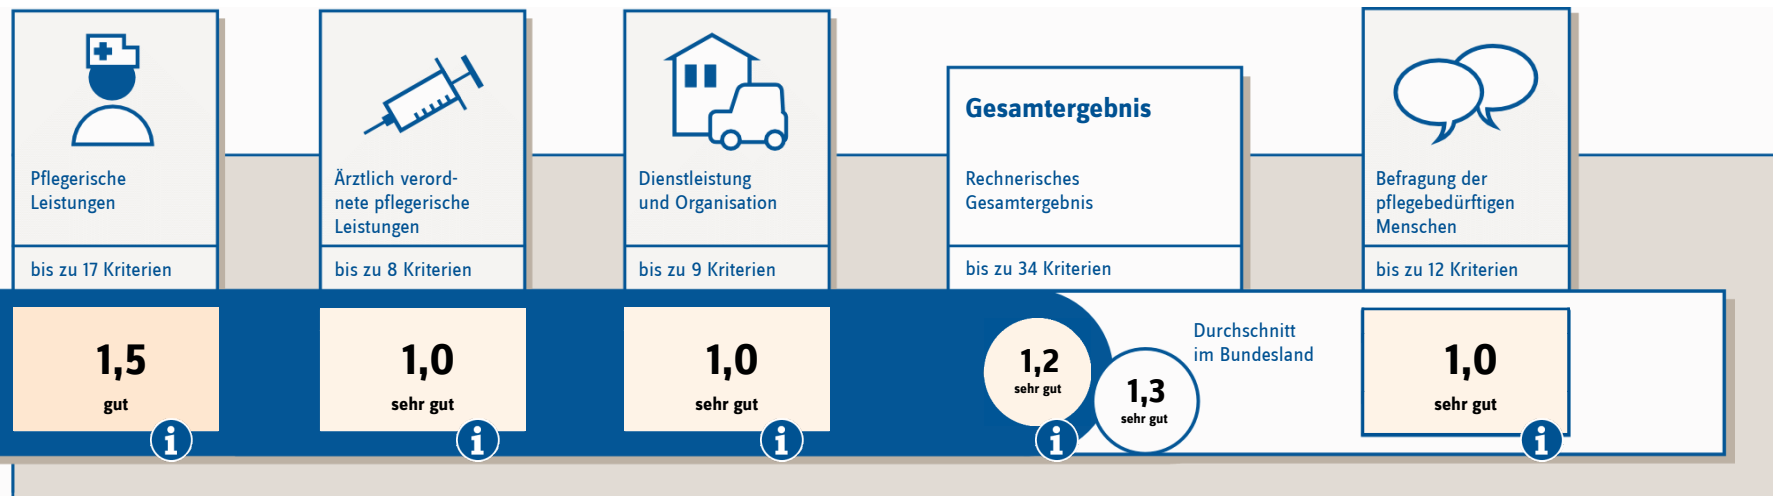 Pflegerische
Leistungen
bis zu 17 Kriterien
1,5
gut
i
Ärztlich verord-
nete pflegerische
Leistungen
bis zu 8 Kriterien
1,0
sehr gut
i
Dienstleistung
und Organisation
bis zu 9 Kriterien
1,0
sehr gut
i
Gesamtergebnis
Rechnerisches
Gesamtergebnis
bis zu 34 Kriterien
1,2
sehr gut
i
1,3
sehr gut
Durchschnitt
im Bundesland
Befragung der
pflegebedürftigen
Menschen
bis zu 12 Kriterien
1,0
sehr gut
i